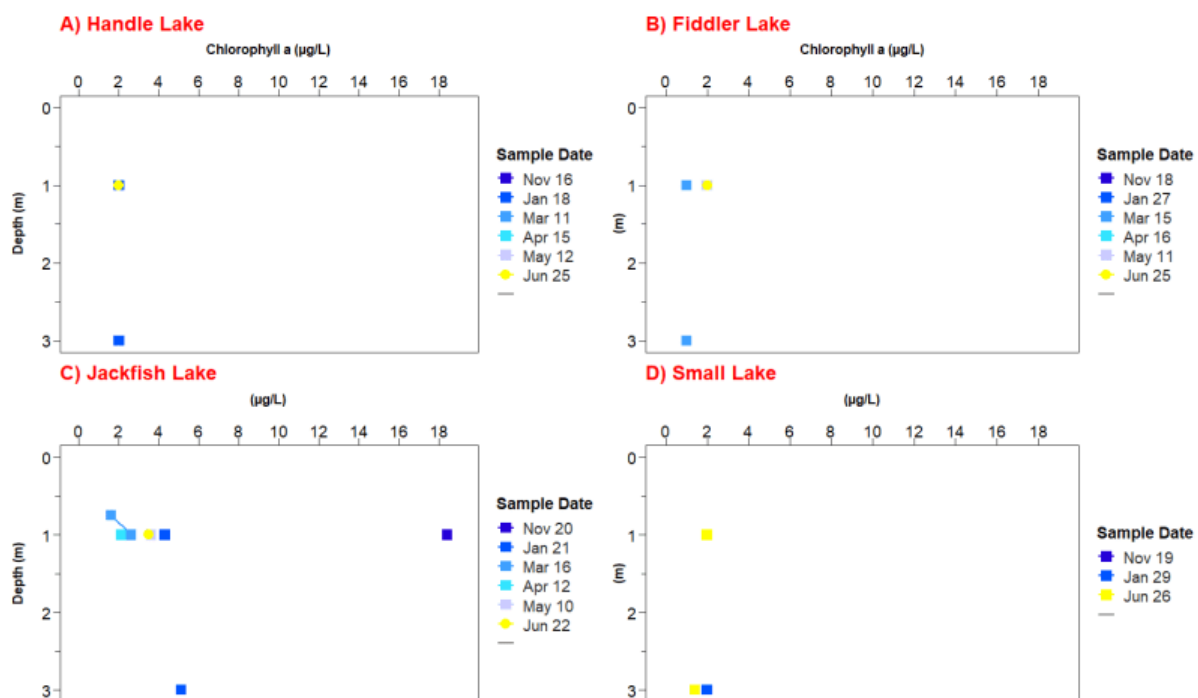 A) Handle Lake
Chlorophyll a (µg/L)
0 2 4 6 8 10 12 14 16 18
0
1
2
3
Depth (m)
Sample Date
Nov 16
Jan 18
Mar 11
Apr 15
May 12
Jun 25
B) Fiddler Lake
Chlorophyll a (µg/L)
0 2 4 6 8 10 12 14 16 18
0
1
2
3
(m)
Sample Date
Nov 18
Jan 27
Mar 15
Apr 16
May 11
Jun 25
C) Jackfish Lake
(µg/L)
0 2 4 6 8 10 12 14 16 18
0
1
2
3
Depth (m)
Sample Date
Nov 20
Jan 21
Mar 16
Apr 12
May 10
Jun 22
D) Small Lake
(µg/L)
0 2 4 6 8 10 12 14 16 18
0
1
2
3
(m)
Sample Date
Nov 19
Jan 29
Jun 26